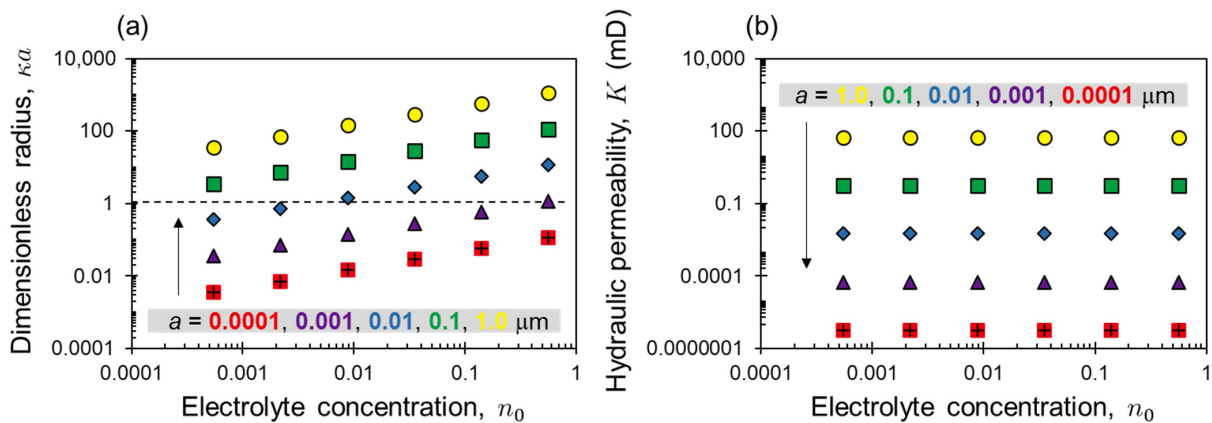 (a)
Dimensionless radius, κa
10,000
100
1
0.01
0.0001
a = 0.0001, 0.001, 0.01, 0.1, 1.0 μm
0.0001 0.001 0.01 0.1 1
Electrolyte concentration, n₀
(b)
Hydraulic permeability, K (mD)
10,000
100
0.1
0.0001
0.0000001
a = 1.0, 0.1, 0.01, 0.001, 0.0001 μm
0.0001 0.001 0.01 0.1 1
Electrolyte concentration, n₀